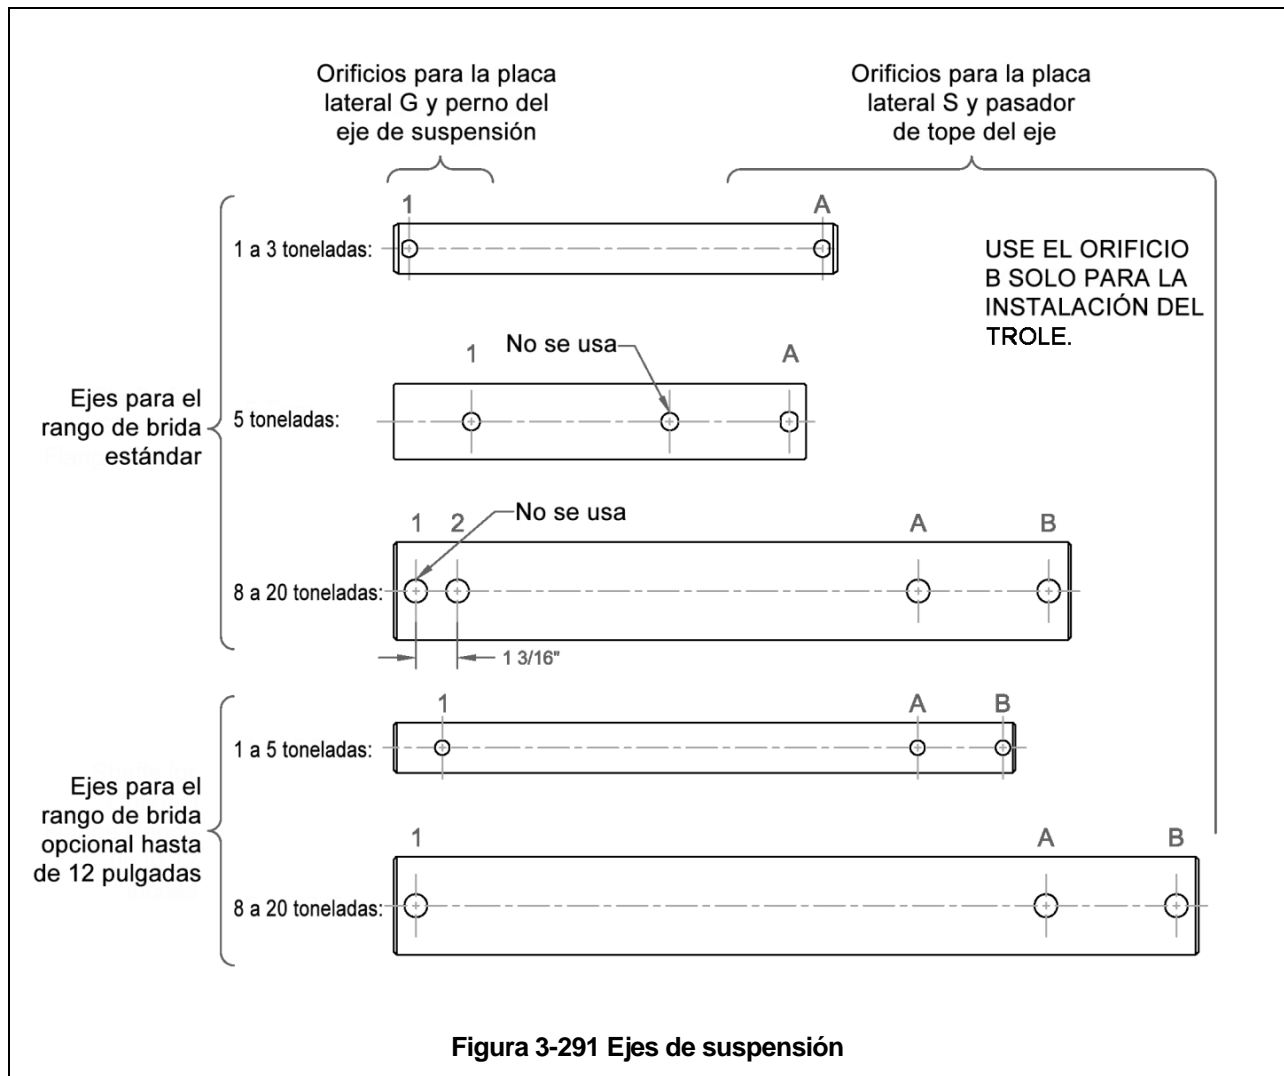 Orificios para la placa
lateral G y perno del
eje de suspensión
Orificios para la placa
lateral S y pasador
de tope del eje
1
A
1 a 3 toneladas:
USE EL ORIFICIO
B SOLO PARA LA
INSTALACIÓN DEL
TROLE.
1
No se usa
A
Ejes para el
rango de brida
estándar
5 toneladas:
1
2
No se usa
A
B
8 a 20 toneladas:
1 3/16"
1
A
B
1 a 5 toneladas:
Ejes para el
rango de brida
opcional hasta
de 12 pulgadas
1
A
B
8 a 20 toneladas:
Figura 3-291 Ejes de suspensión